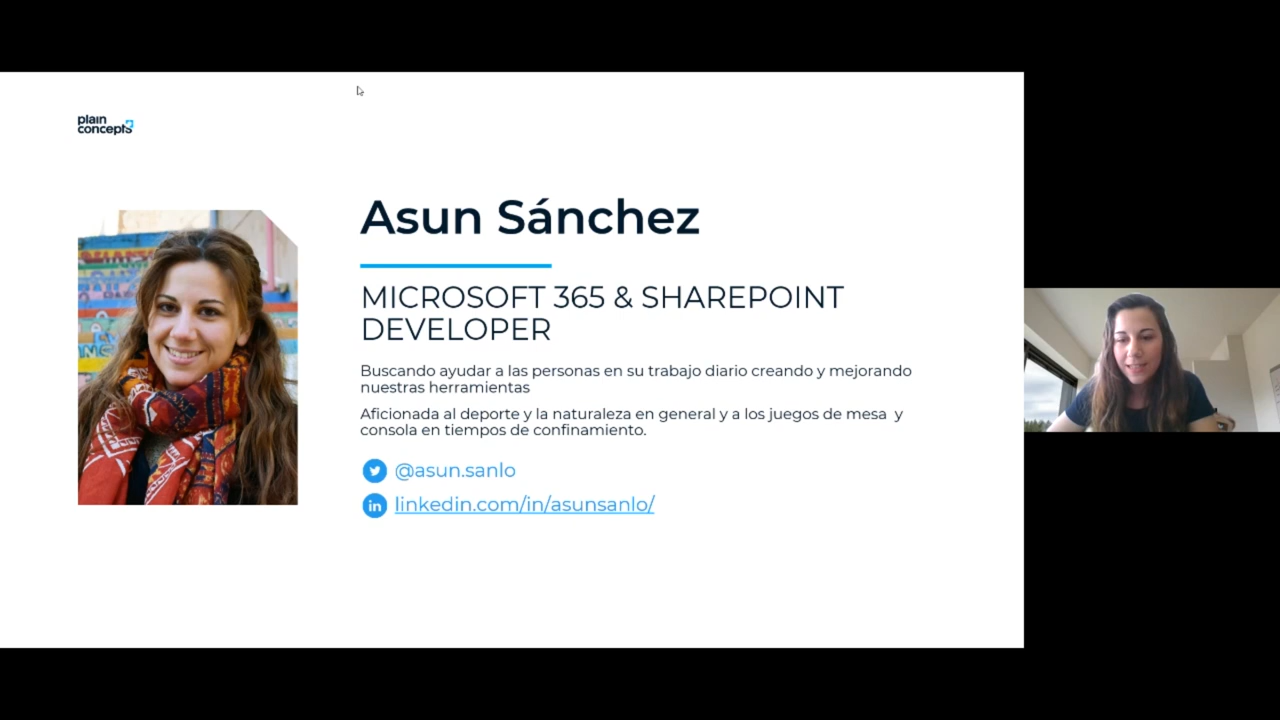 plain
concepts
Asun Sánchez
MICROSOFT 365 & SHAREPOINT
DEVELOPER
Buscando ayudar a las personas en su trabajo diario creando y mejorando
nuestras herramientas
Aficionada al deporte y la naturaleza en general y a los juegos de mesa y
consola en tiempos de confinamiento.
@asun.sanlo
in linkedin.com/in/asunsanlo/